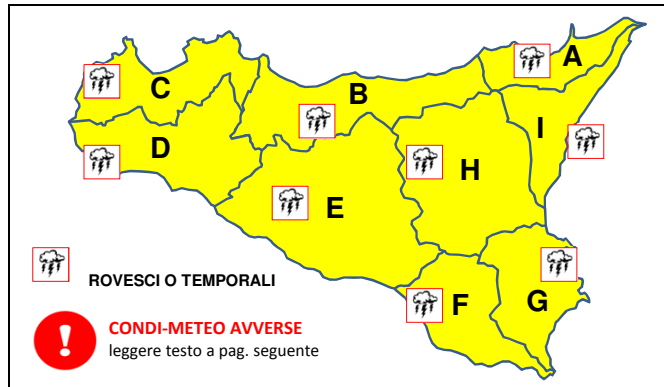 A
C
B
I
D
H
E
F
G
ROVESCI O TEMPORALI
!
CONDI-METEO AVVERSE
leggere testo a pag. seguente